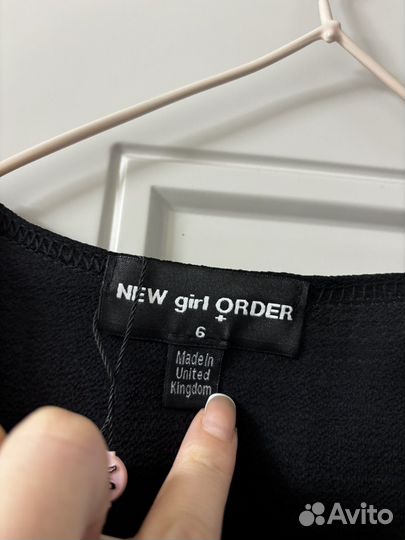 NEW girl ORDER
+
6
Made in
United
Kingdom
Avito